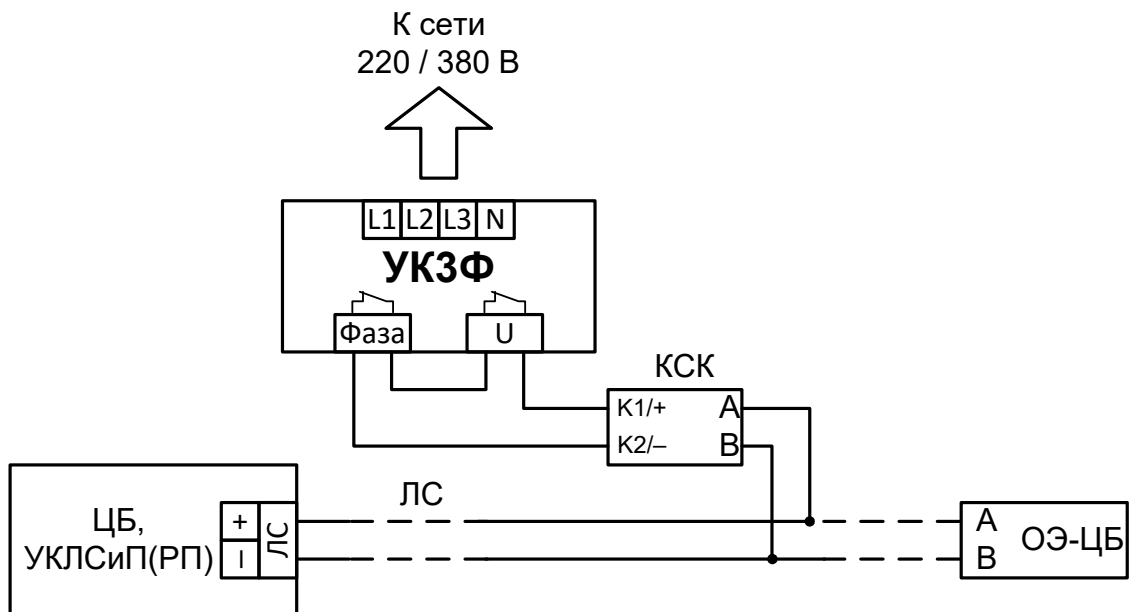 К сети
220 / 380 В
L1 L2 L3 N
УКЗФ
Фаза U
КСК
K1/+ A
K2/– B
ЛС
ЦБ,
УКЛСиП(РП)
+
–
ЛС
A
B
ОЭ-ЦБ